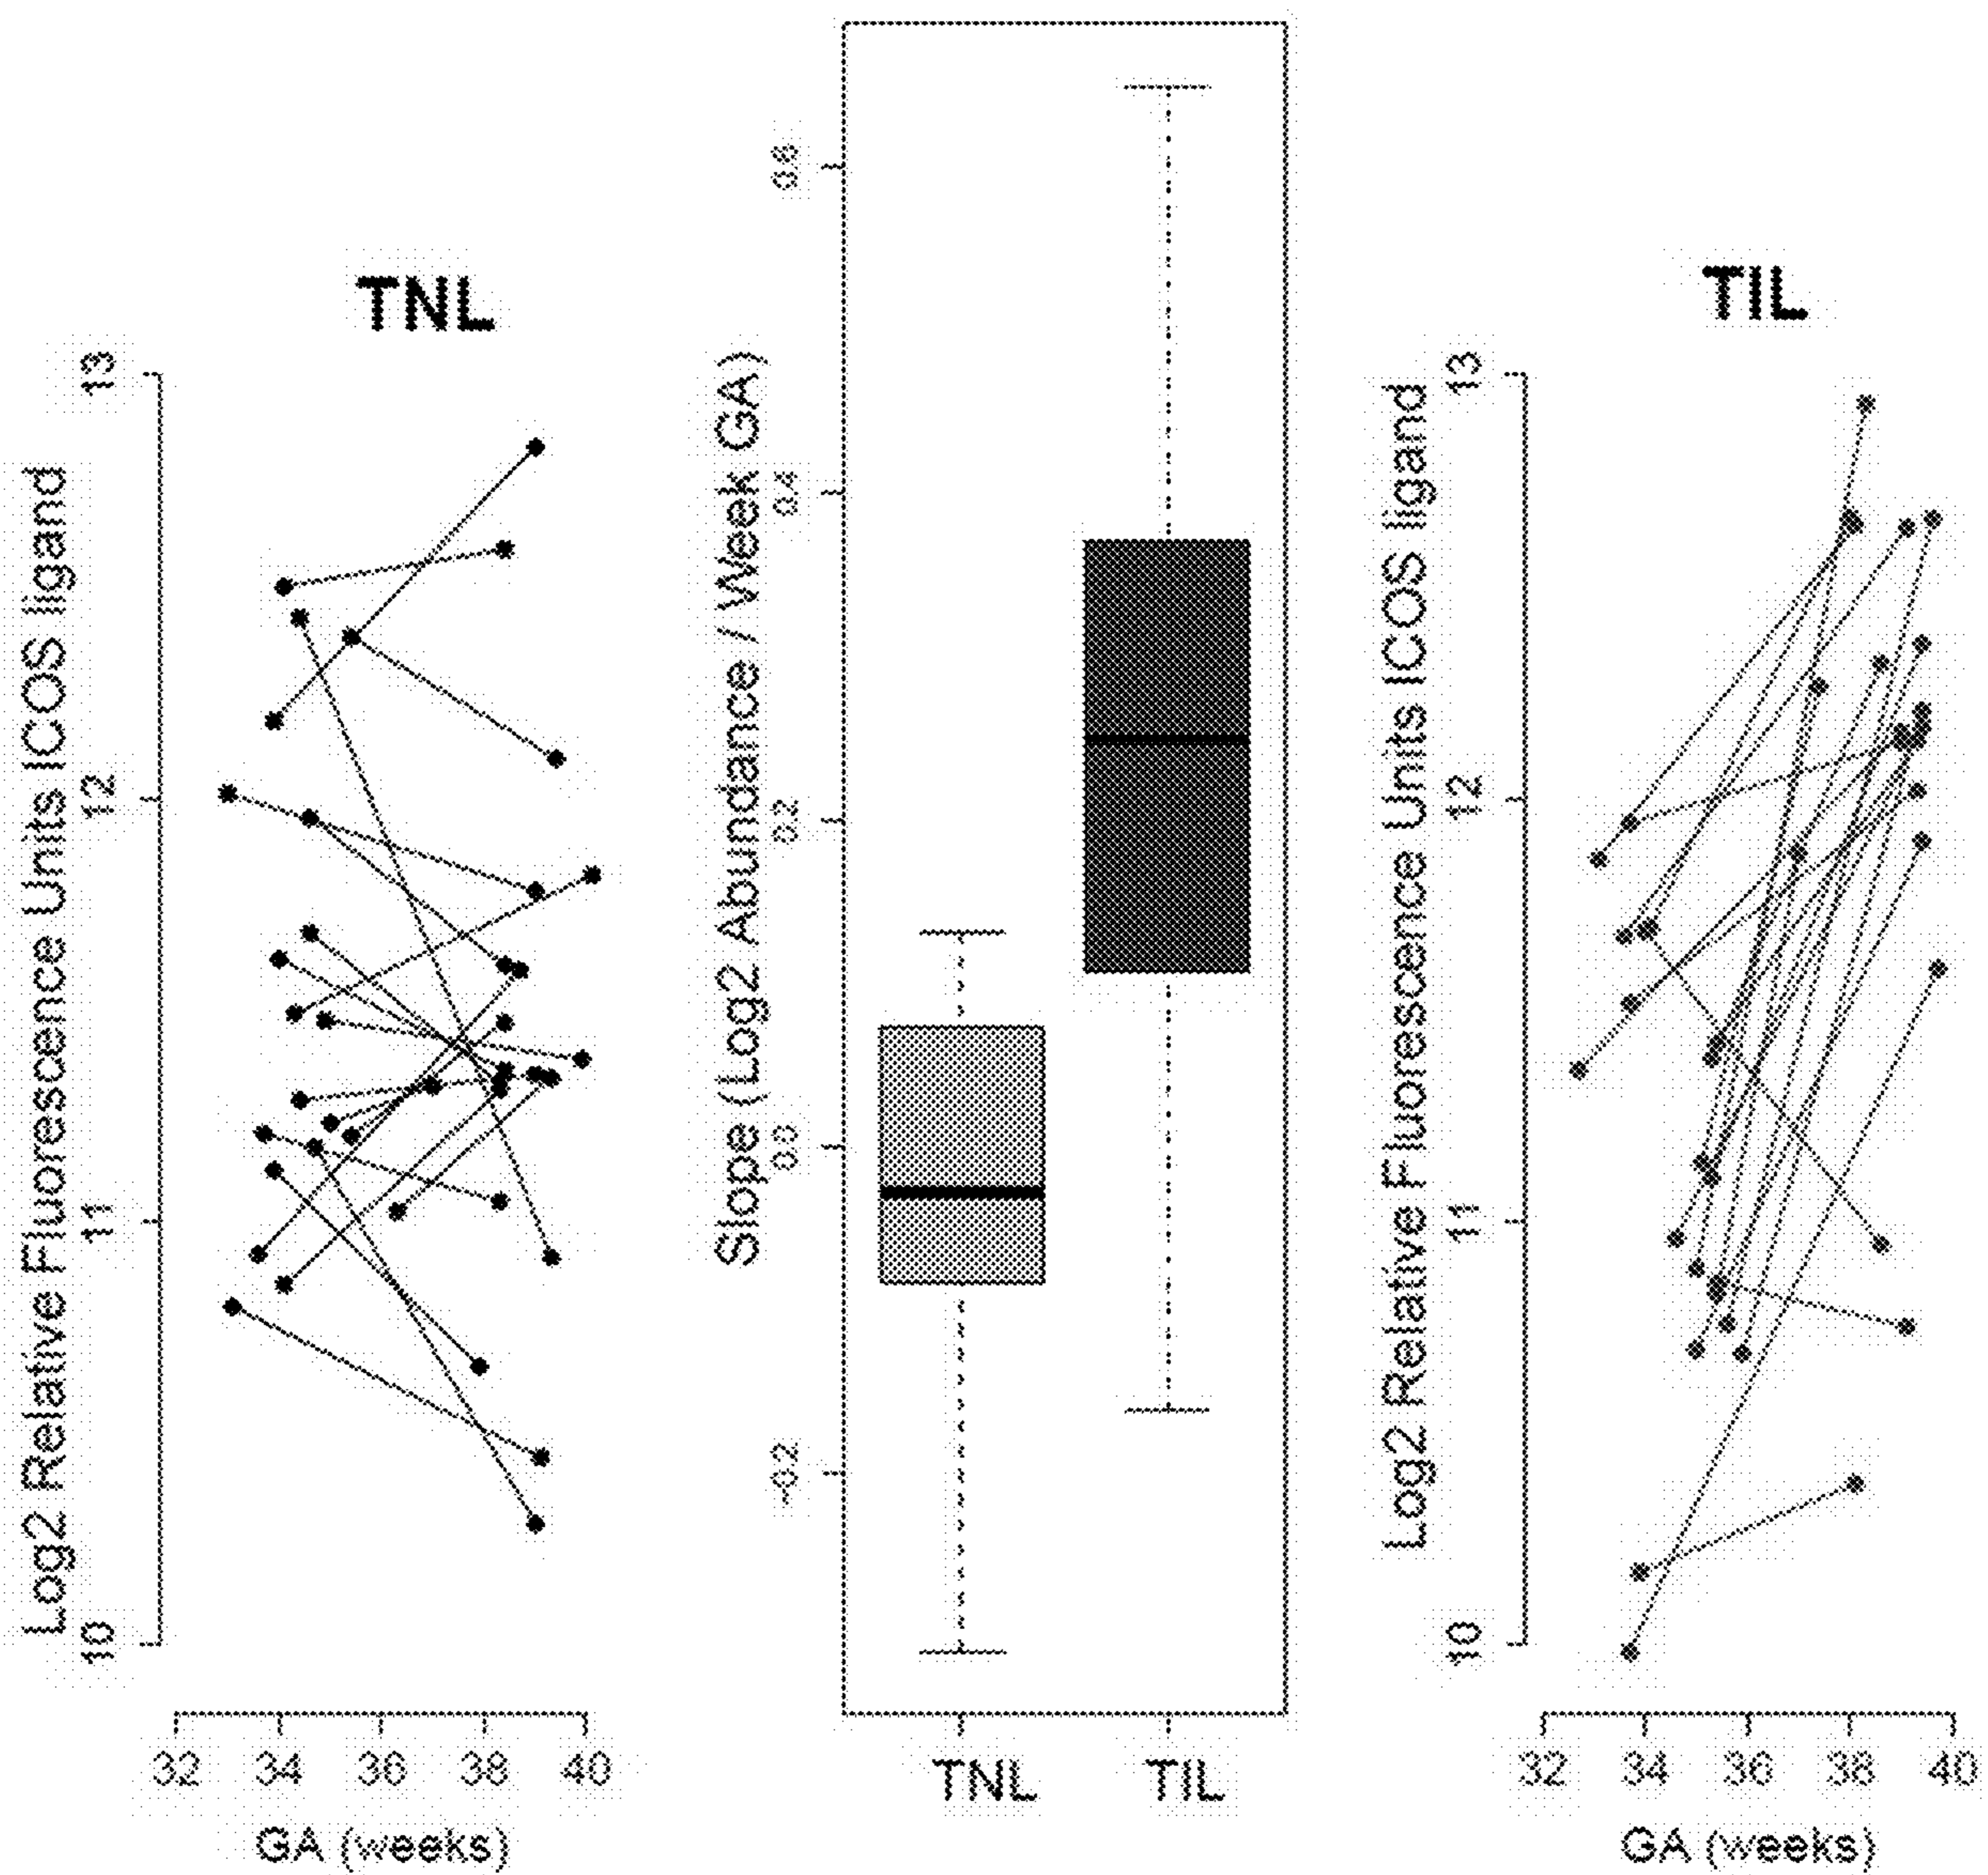 TNL
Log2 Relative Fluorescence Units ICOS ligand
13
12
11
10
32 34 36 38 40
GA (weeks)
Slope (Log2 Abundance / Week GA)
0.6
0.4
0.2
0.0
-0.2
TNL TIL
TIL
Log2 Relative Fluorescence Units ICOS ligand
13
12
11
10
32 34 36 38 40
GA (weeks)